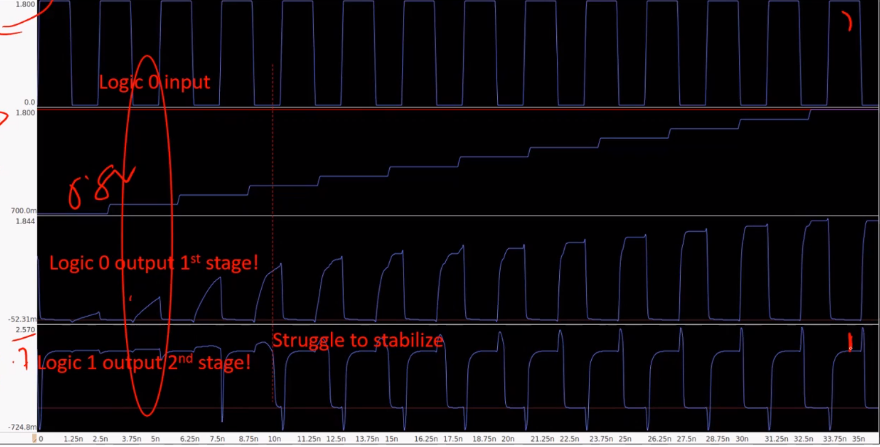 1.800
Logic 0 input
0.0
1.800
700.0m
1.844
Logic 0 output 1st stage!
-52.31m
2.570
Struggle to stabilize
Logic 1 output 2nd stage!
-724.8m
0 1.25n 2.5n 3.75n 5n 6.25n 7.5n 8.75n 10n 11.25n 12.5n 13.75n 15n 16.25n 17.5n 18.75n 20n 21.25n 22.5n 23.75n 25n 26.25n 27.5n 28.75n 30n 31.25n 32.5n 33.75n 35n